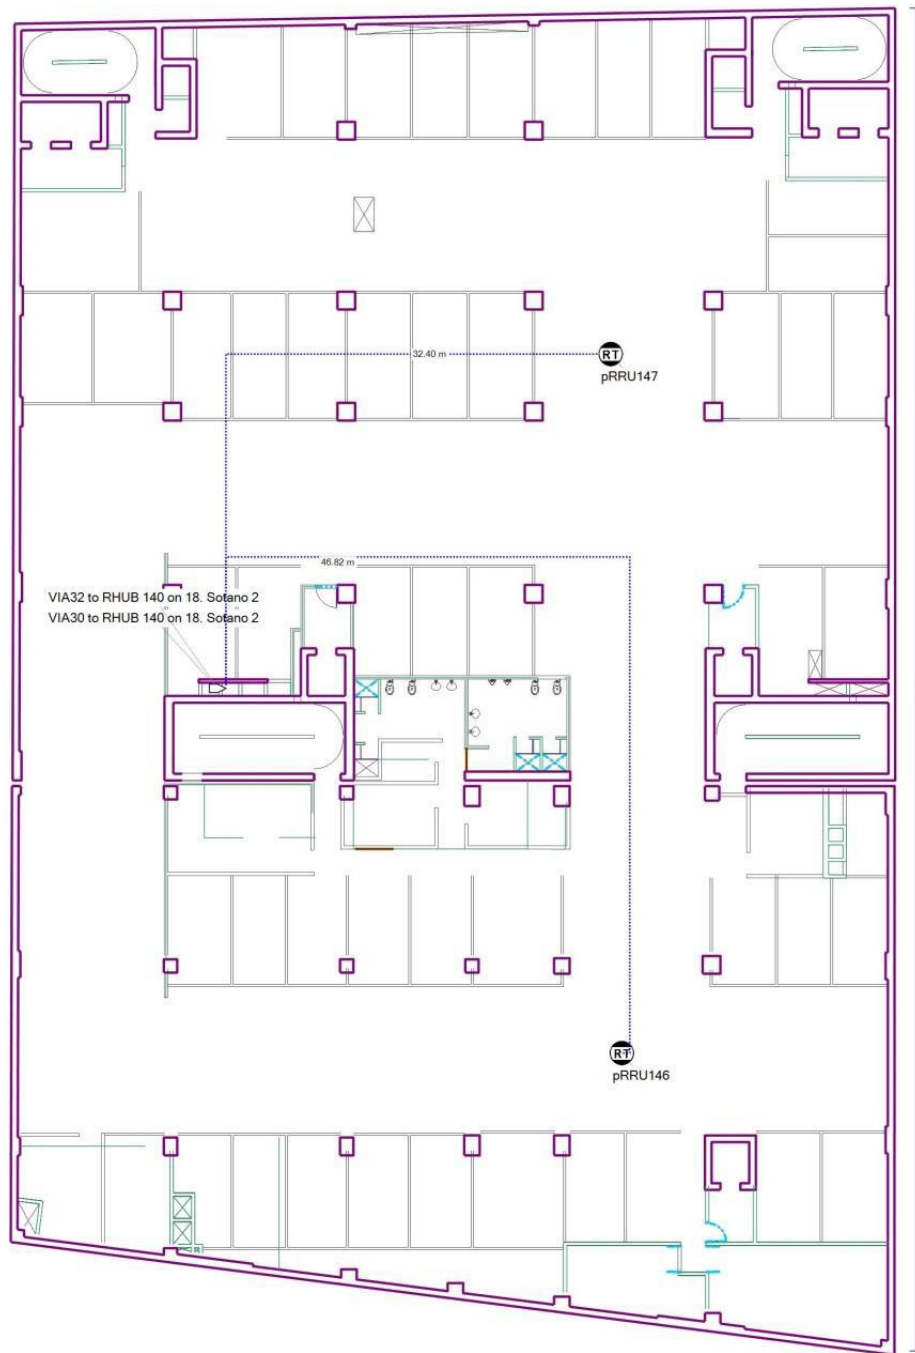 32.40 m
RT
pRRU147
46.82 m
VIA32 to RHUB 140 on 18. Sotano 2
VIA30 to RHUB 140 on 18. Sotano 2
RT
pRRU146